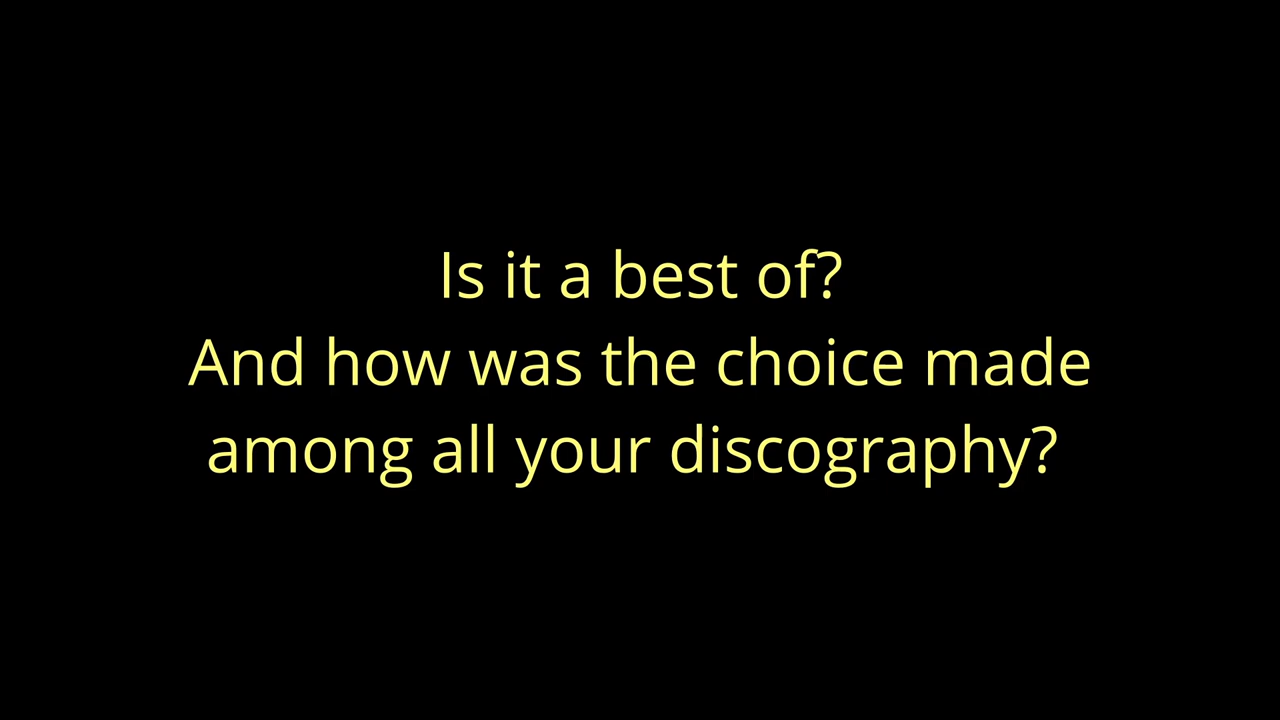 Is it a best of?
And how was the choice made
among all your discography?